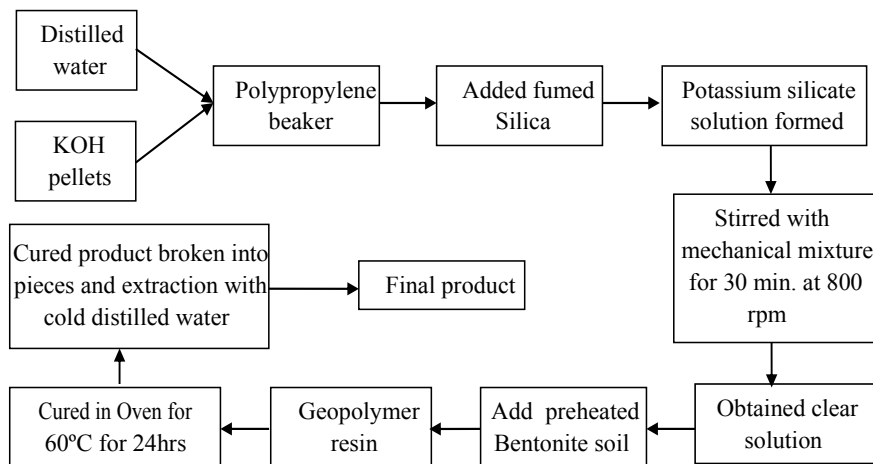 Distilled
water
KOH
pellets
Polypropylene
beaker
Added fumed
Silica
Potassium silicate
solution formed
Stirred with
mechanical mixture
for 30 min. at 800
rpm
Obtained clear
solution
Add preheated
Bentonite soil
Geopolymer
resin
Cured in Oven for
60ºC for 24hrs
Cured product broken into
pieces and extraction with
cold distilled water
Final product